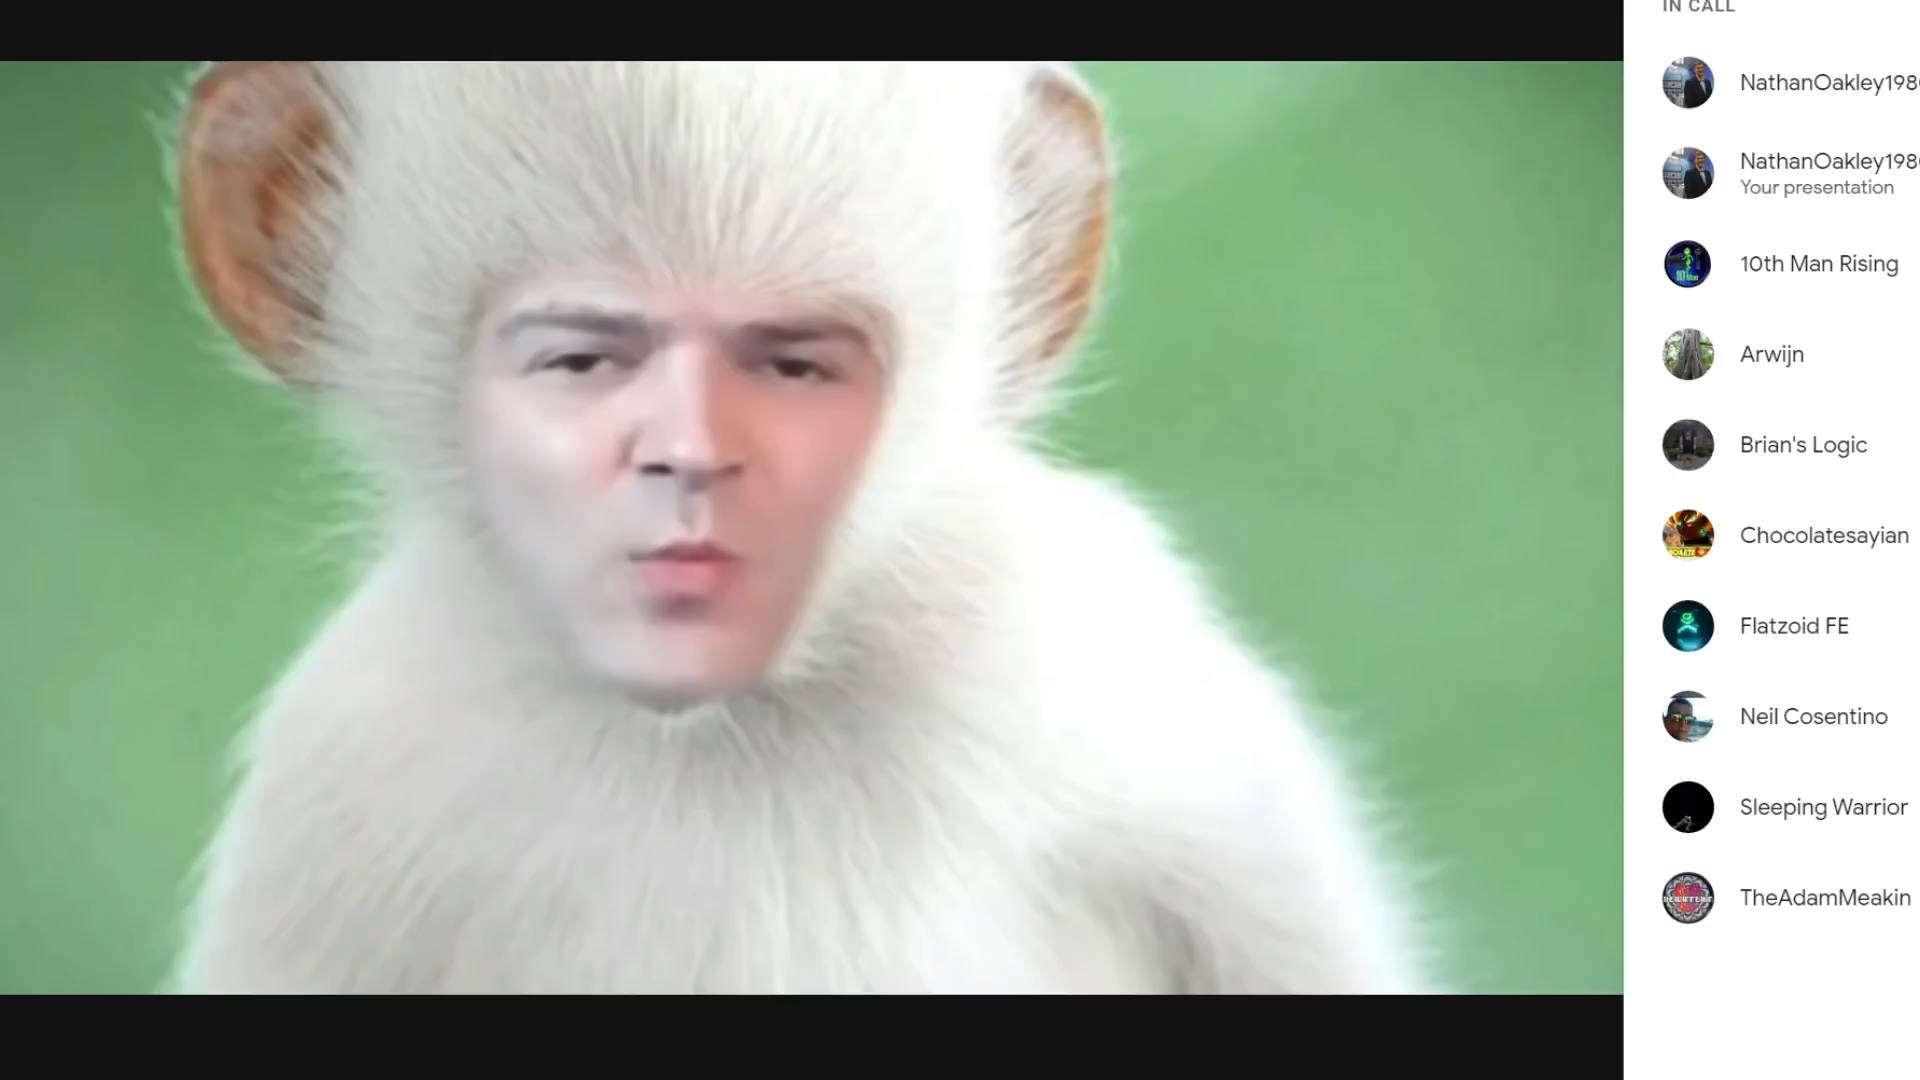 IN CALL
NathanOakley198
NathanOakley198
Your presentation
10th Man Rising
Arwijn
Brian's Logic
Chocolatesayian
Flatzoid FE
Neil Cosentino
Sleeping Warrior
TheAdamMeakin